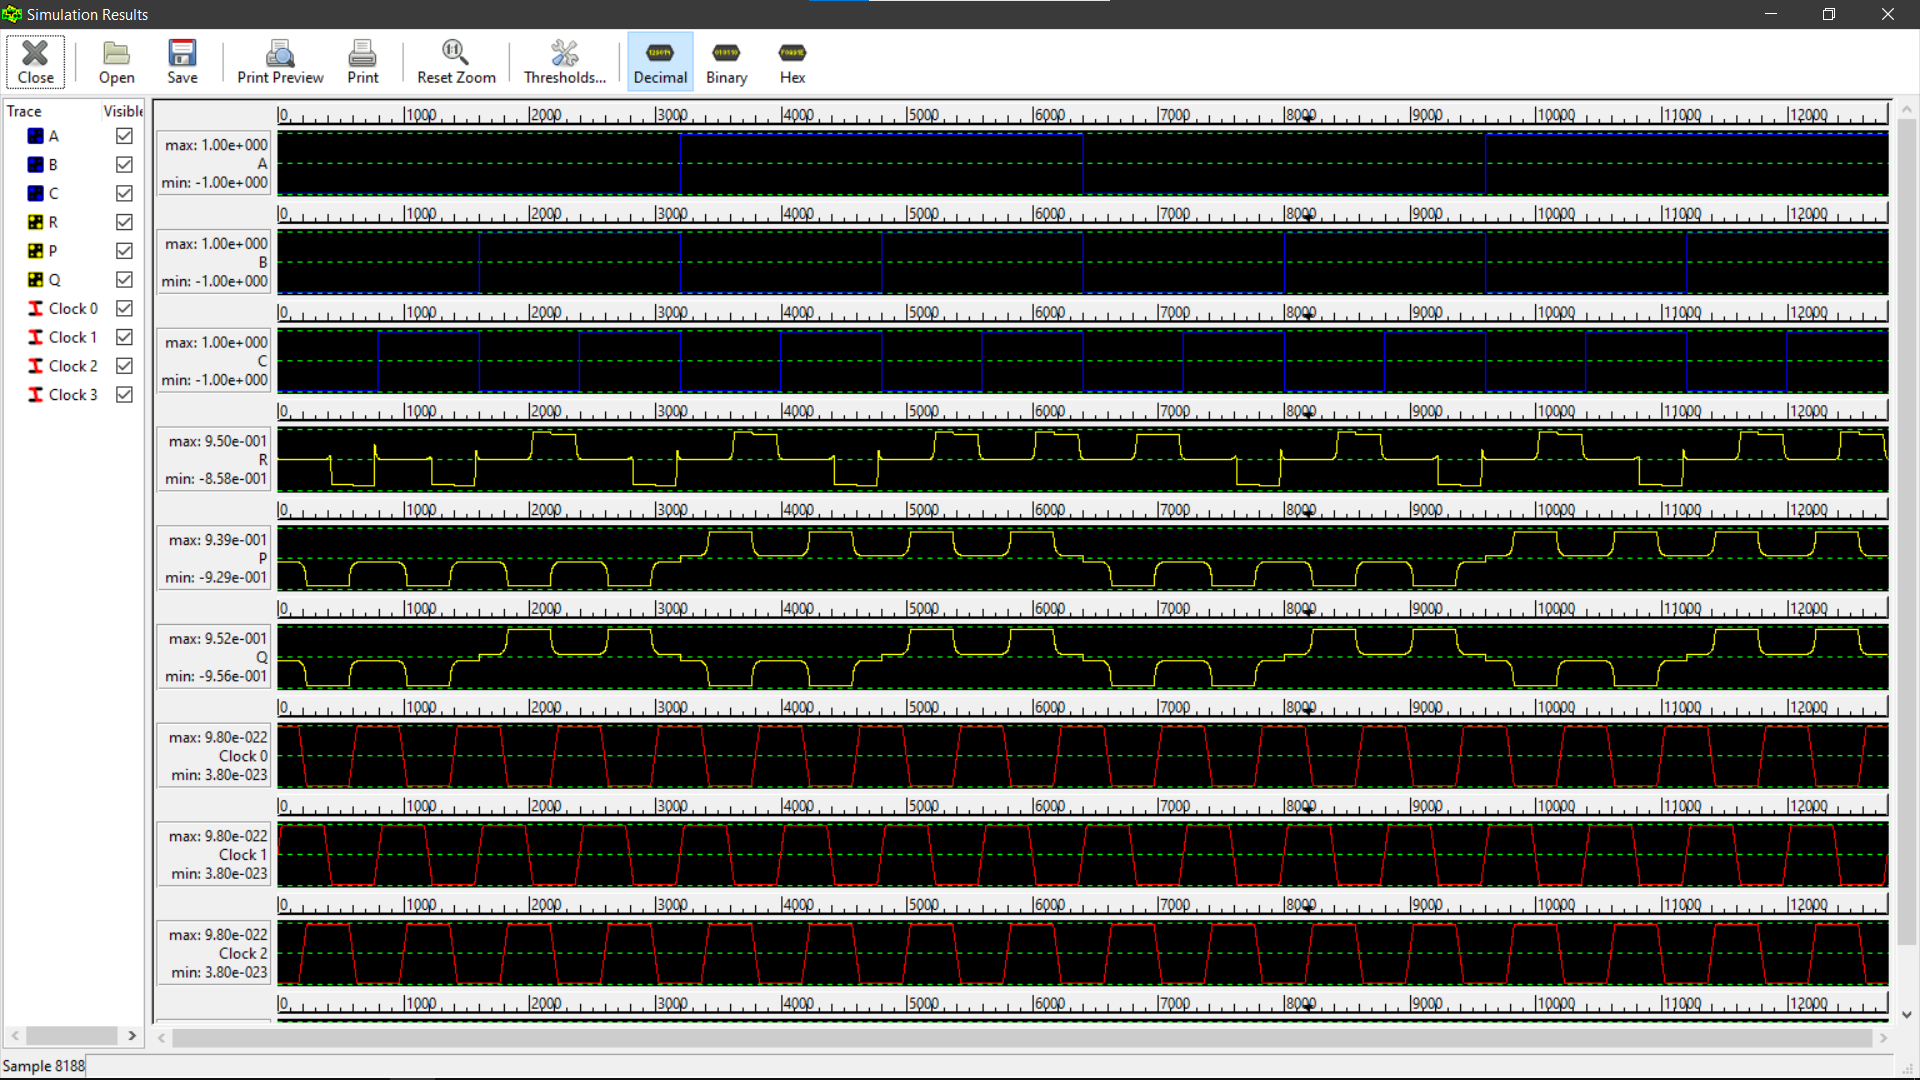 Simulation Results
Close Open Save Print Preview Print Reset Zoom Thresholds... Decimal Binary Hex
Trace Visible
A
B
C
R
P
Q
Clock 0
Clock 1
Clock 2
Clock 3
0 1000 2000 3000 4000 5000 6000 7000 8000 9000 10000 11000 12000
max: 1.00e+000
A
min: -1.00e+000
0 1000 2000 3000 4000 5000 6000 7000 8000 9000 10000 11000 12000
max: 1.00e+000
B
min: -1.00e+000
0 1000 2000 3000 4000 5000 6000 7000 8000 9000 10000 11000 12000
max: 1.00e+000
C
min: -1.00e+000
0 1000 2000 3000 4000 5000 6000 7000 8000 9000 10000 11000 12000
max: 9.50e-001
R
min: -8.58e-001
0 1000 2000 3000 4000 5000 6000 7000 8000 9000 10000 11000 12000
max: 9.39e-001
P
min: -9.29e-001
0 1000 2000 3000 4000 5000 6000 7000 8000 9000 10000 11000 12000
max: 9.52e-001
Q
min: -9.56e-001
0 1000 2000 3000 4000 5000 6000 7000 8000 9000 10000 11000 12000
max: 9.80e-022
Clock 0
min: 3.80e-023
0 1000 2000 3000 4000 5000 6000 7000 8000 9000 10000 11000 12000
max: 9.80e-022
Clock 1
min: 3.80e-023
0 1000 2000 3000 4000 5000 6000 7000 8000 9000 10000 11000 12000
max: 9.80e-022
Clock 2
min: 3.80e-023
0 1000 2000 3000 4000 5000 6000 7000 8000 9000 10000 11000 12000
Sample 8188